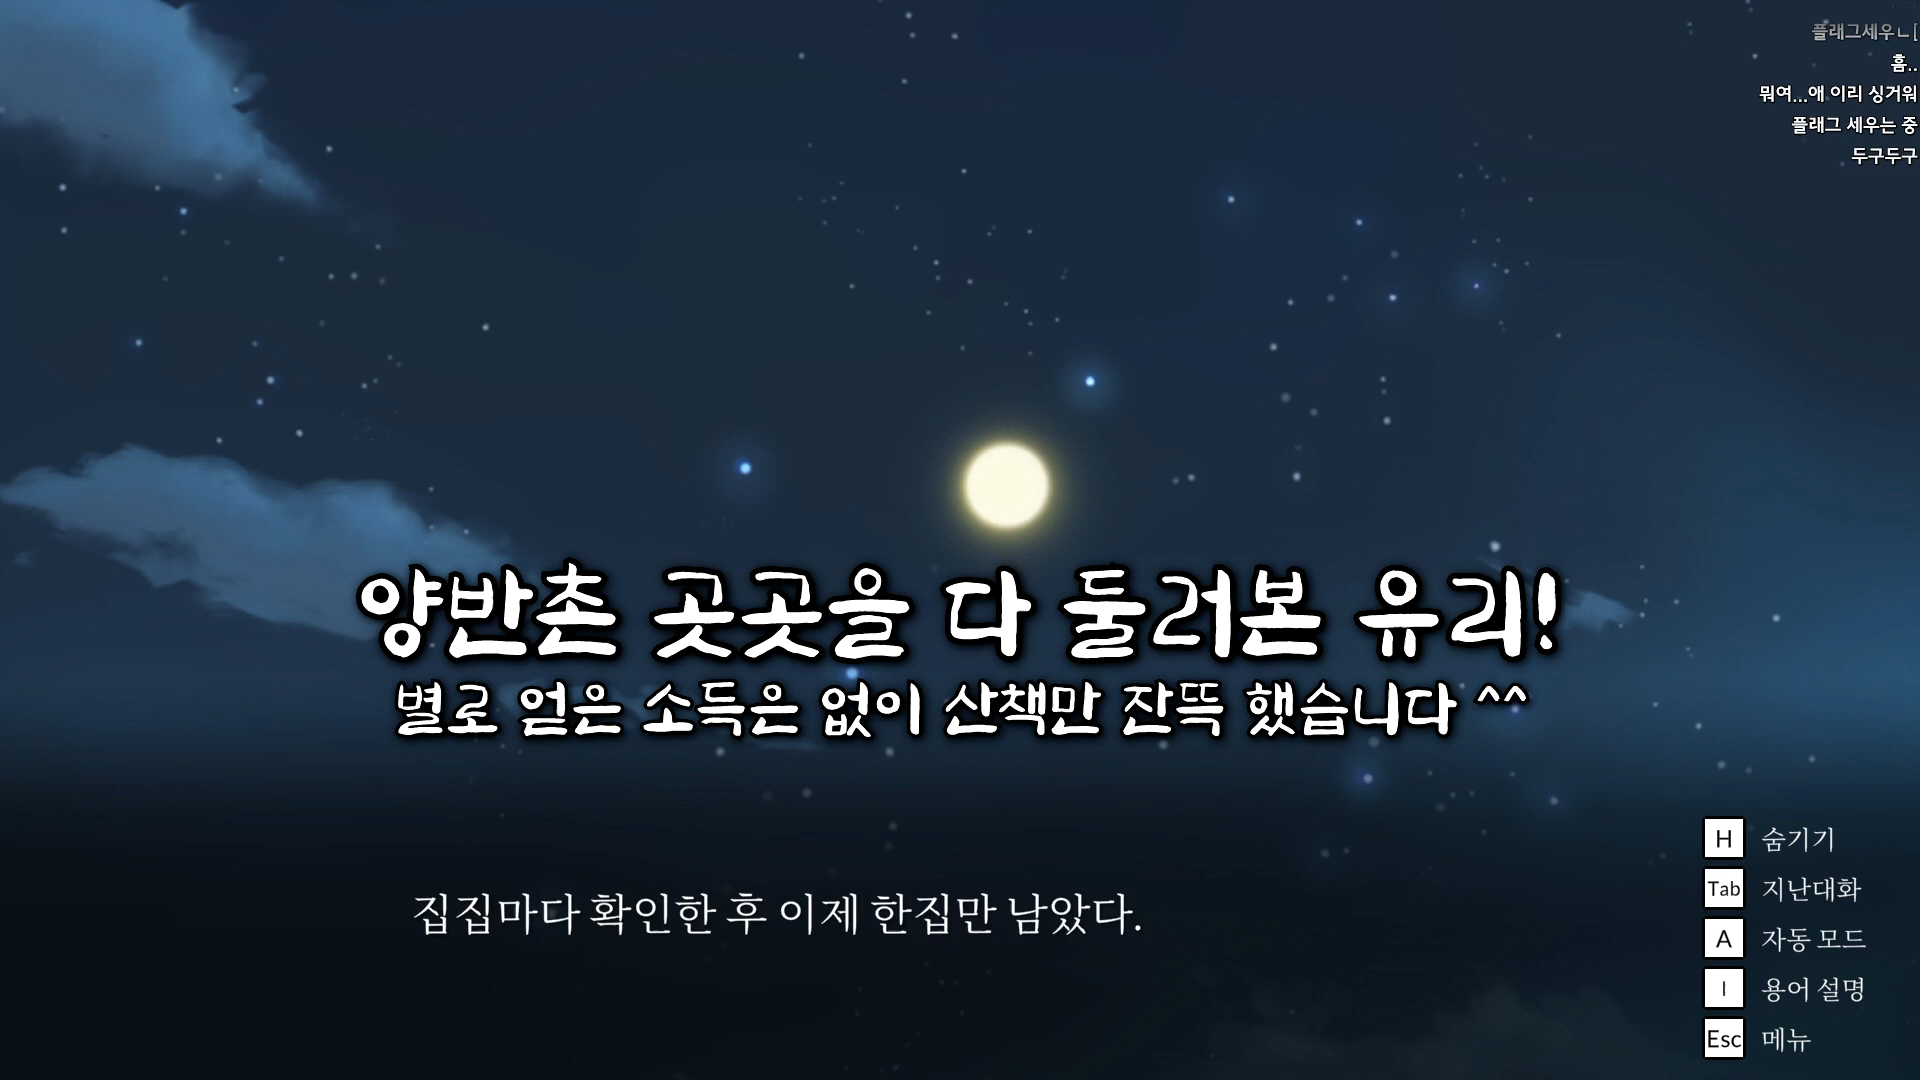 플래그세우ㄴ[
흠..
뭐여...애 이리 싱거워
플래그 세우는 중
두구두구
양반촌 곳곳을 다 둘러본 유리!
별로 얻은 소득은 없이 산책만 잔뜩 했습니다 ^^
집집마다 확인한 후 이제 한집만 남았다.
H 숨기기
Tab 지난대화
A 자동 모드
I 용어 설명
Esc 메뉴